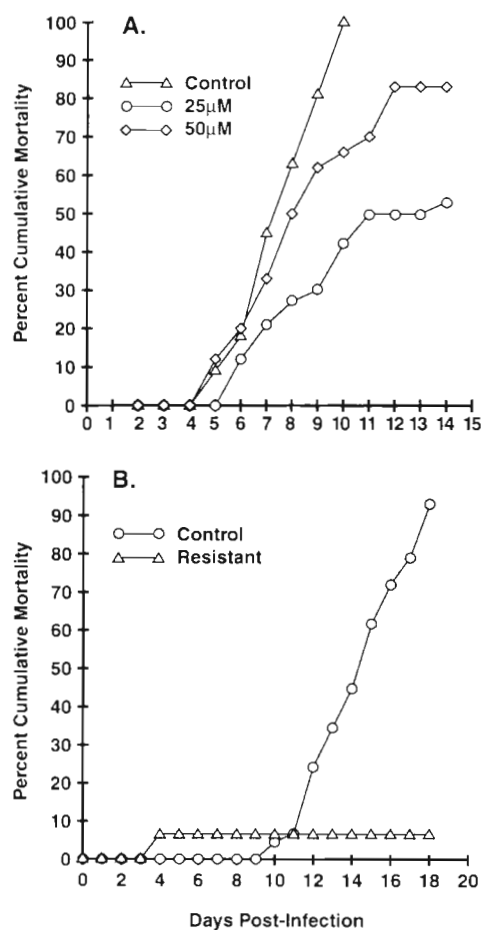 A.
Percent Cumulative Mortality
100
90
80
70
60
50
40
30
20
10
0
Control
25µM
50µM
0 1 2 3 4 5 6 7 8 9 10 11 12 13 14 15
B.
Percent Cumulative Mortality
100
90
80
70
60
50
40
30
20
10
0
Control
Resistant
0 2 4 6 8 10 12 14 16 18 20
Days Post-Infection